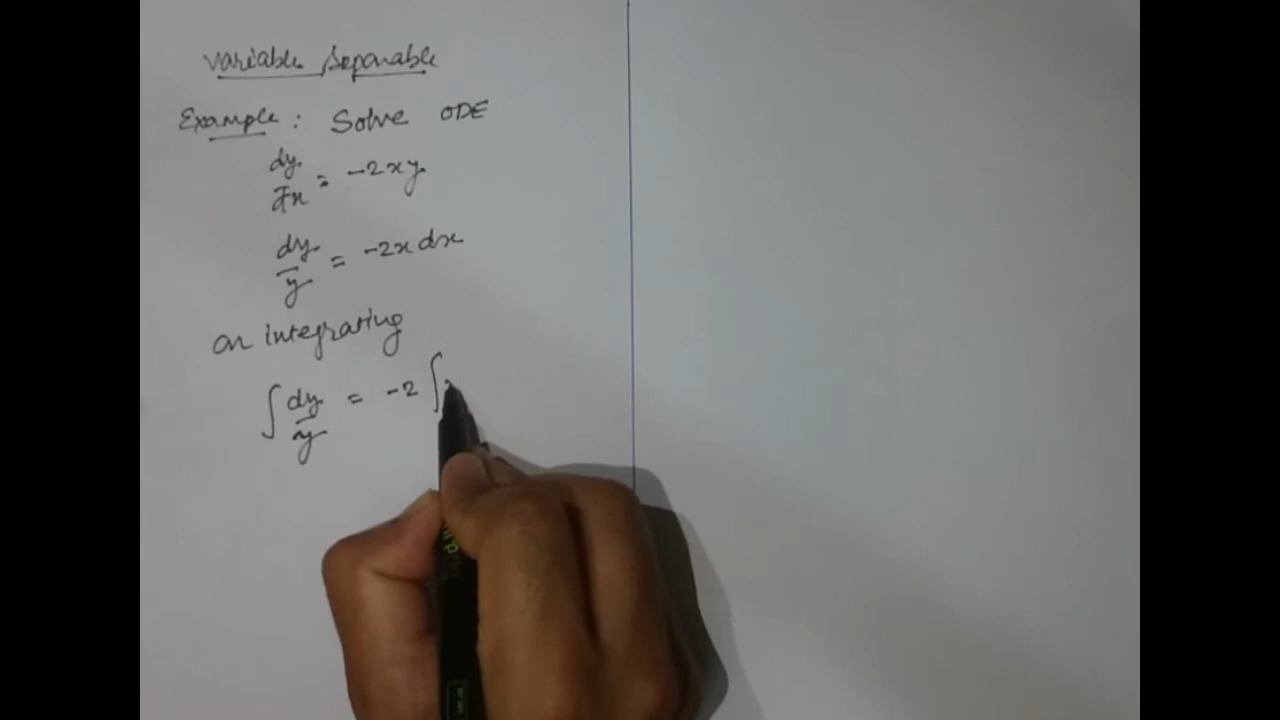 Variable Separable
Example: Solve ODE
dy/dx = -2xy
dy/y = -2x dx
on integrating
∫ dy/y = -2 ∫